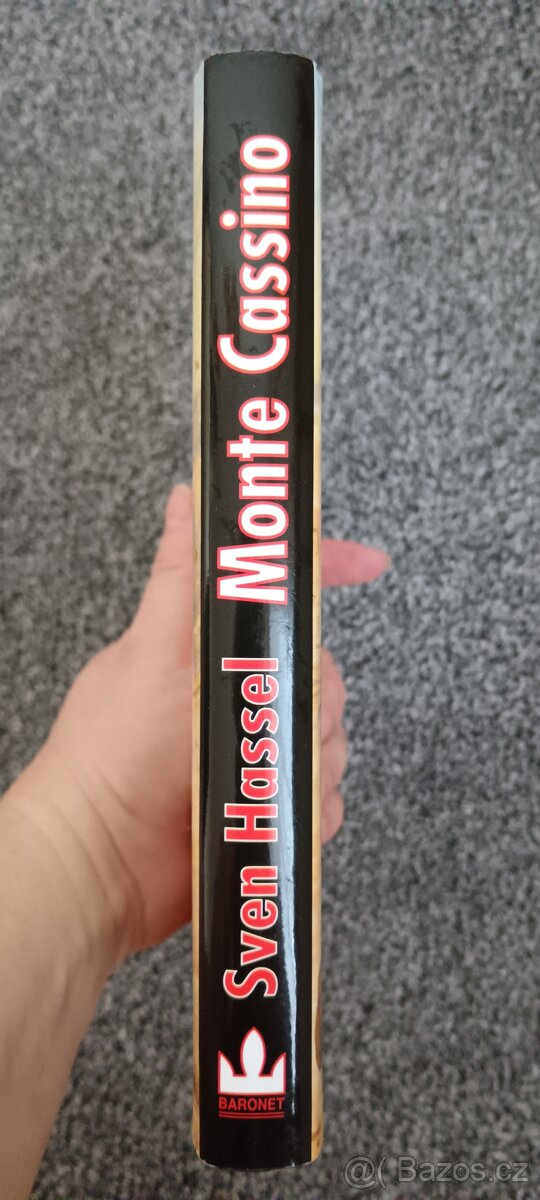 Sven Hassel Monte Cassino
BARONET
Bazos.cz